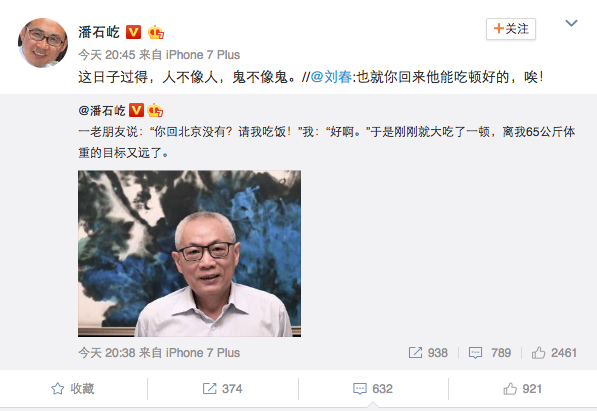 潘石屹
+关注
今天 20:45 来自 iPhone 7 Plus
这日子过得，人不像人，鬼不像鬼。//@刘春:也就你回来他能吃顿好的，唉！
@潘石屹
一老朋友说：“你回北京没有？请我吃饭！”我：“好啊。”于是刚刚就大吃了一顿，离我65公斤体
重的目标又远了。
今天 20:38 来自 iPhone 7 Plus 938 789 2461
收藏 374 632 921